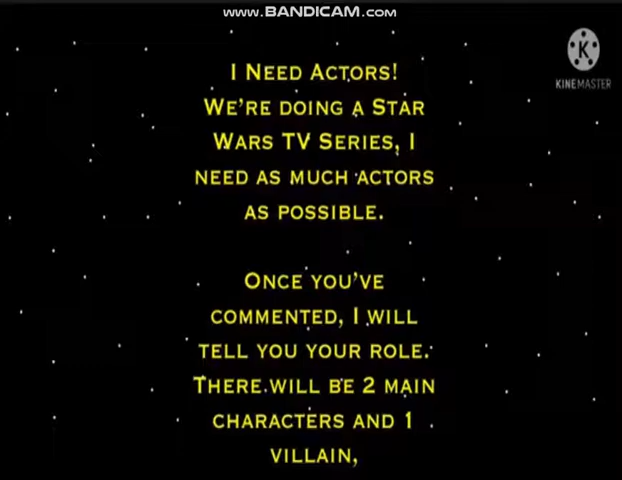 www.BANDICAM.com
KINEMASTER
I Need Actors!
We're doing a Star
Wars TV Series, I
need as much actors
as possible.
Once you've
commented, I will
tell you your role.
There will be 2 main
characters and 1
villain,